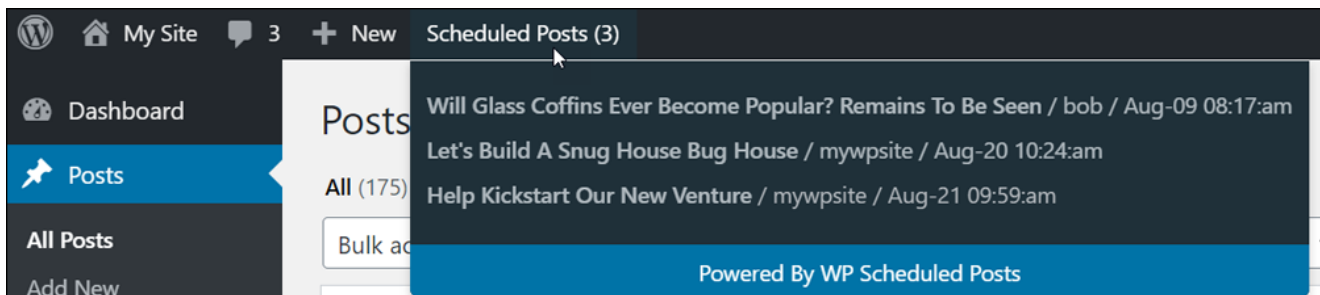 My Site 3 New Scheduled Posts (3)
Dashboard
Posts
All Posts
Add New
Posts
All (175)
Bulk ac
Will Glass Coffins Ever Become Popular? Remains To Be Seen / bob / Aug-09 08:17:am
Let's Build A Snug House Bug House / mywpsite / Aug-20 10:24:am
Help Kickstart Our New Venture / mywpsite / Aug-21 09:59:am
Powered By WP Scheduled Posts